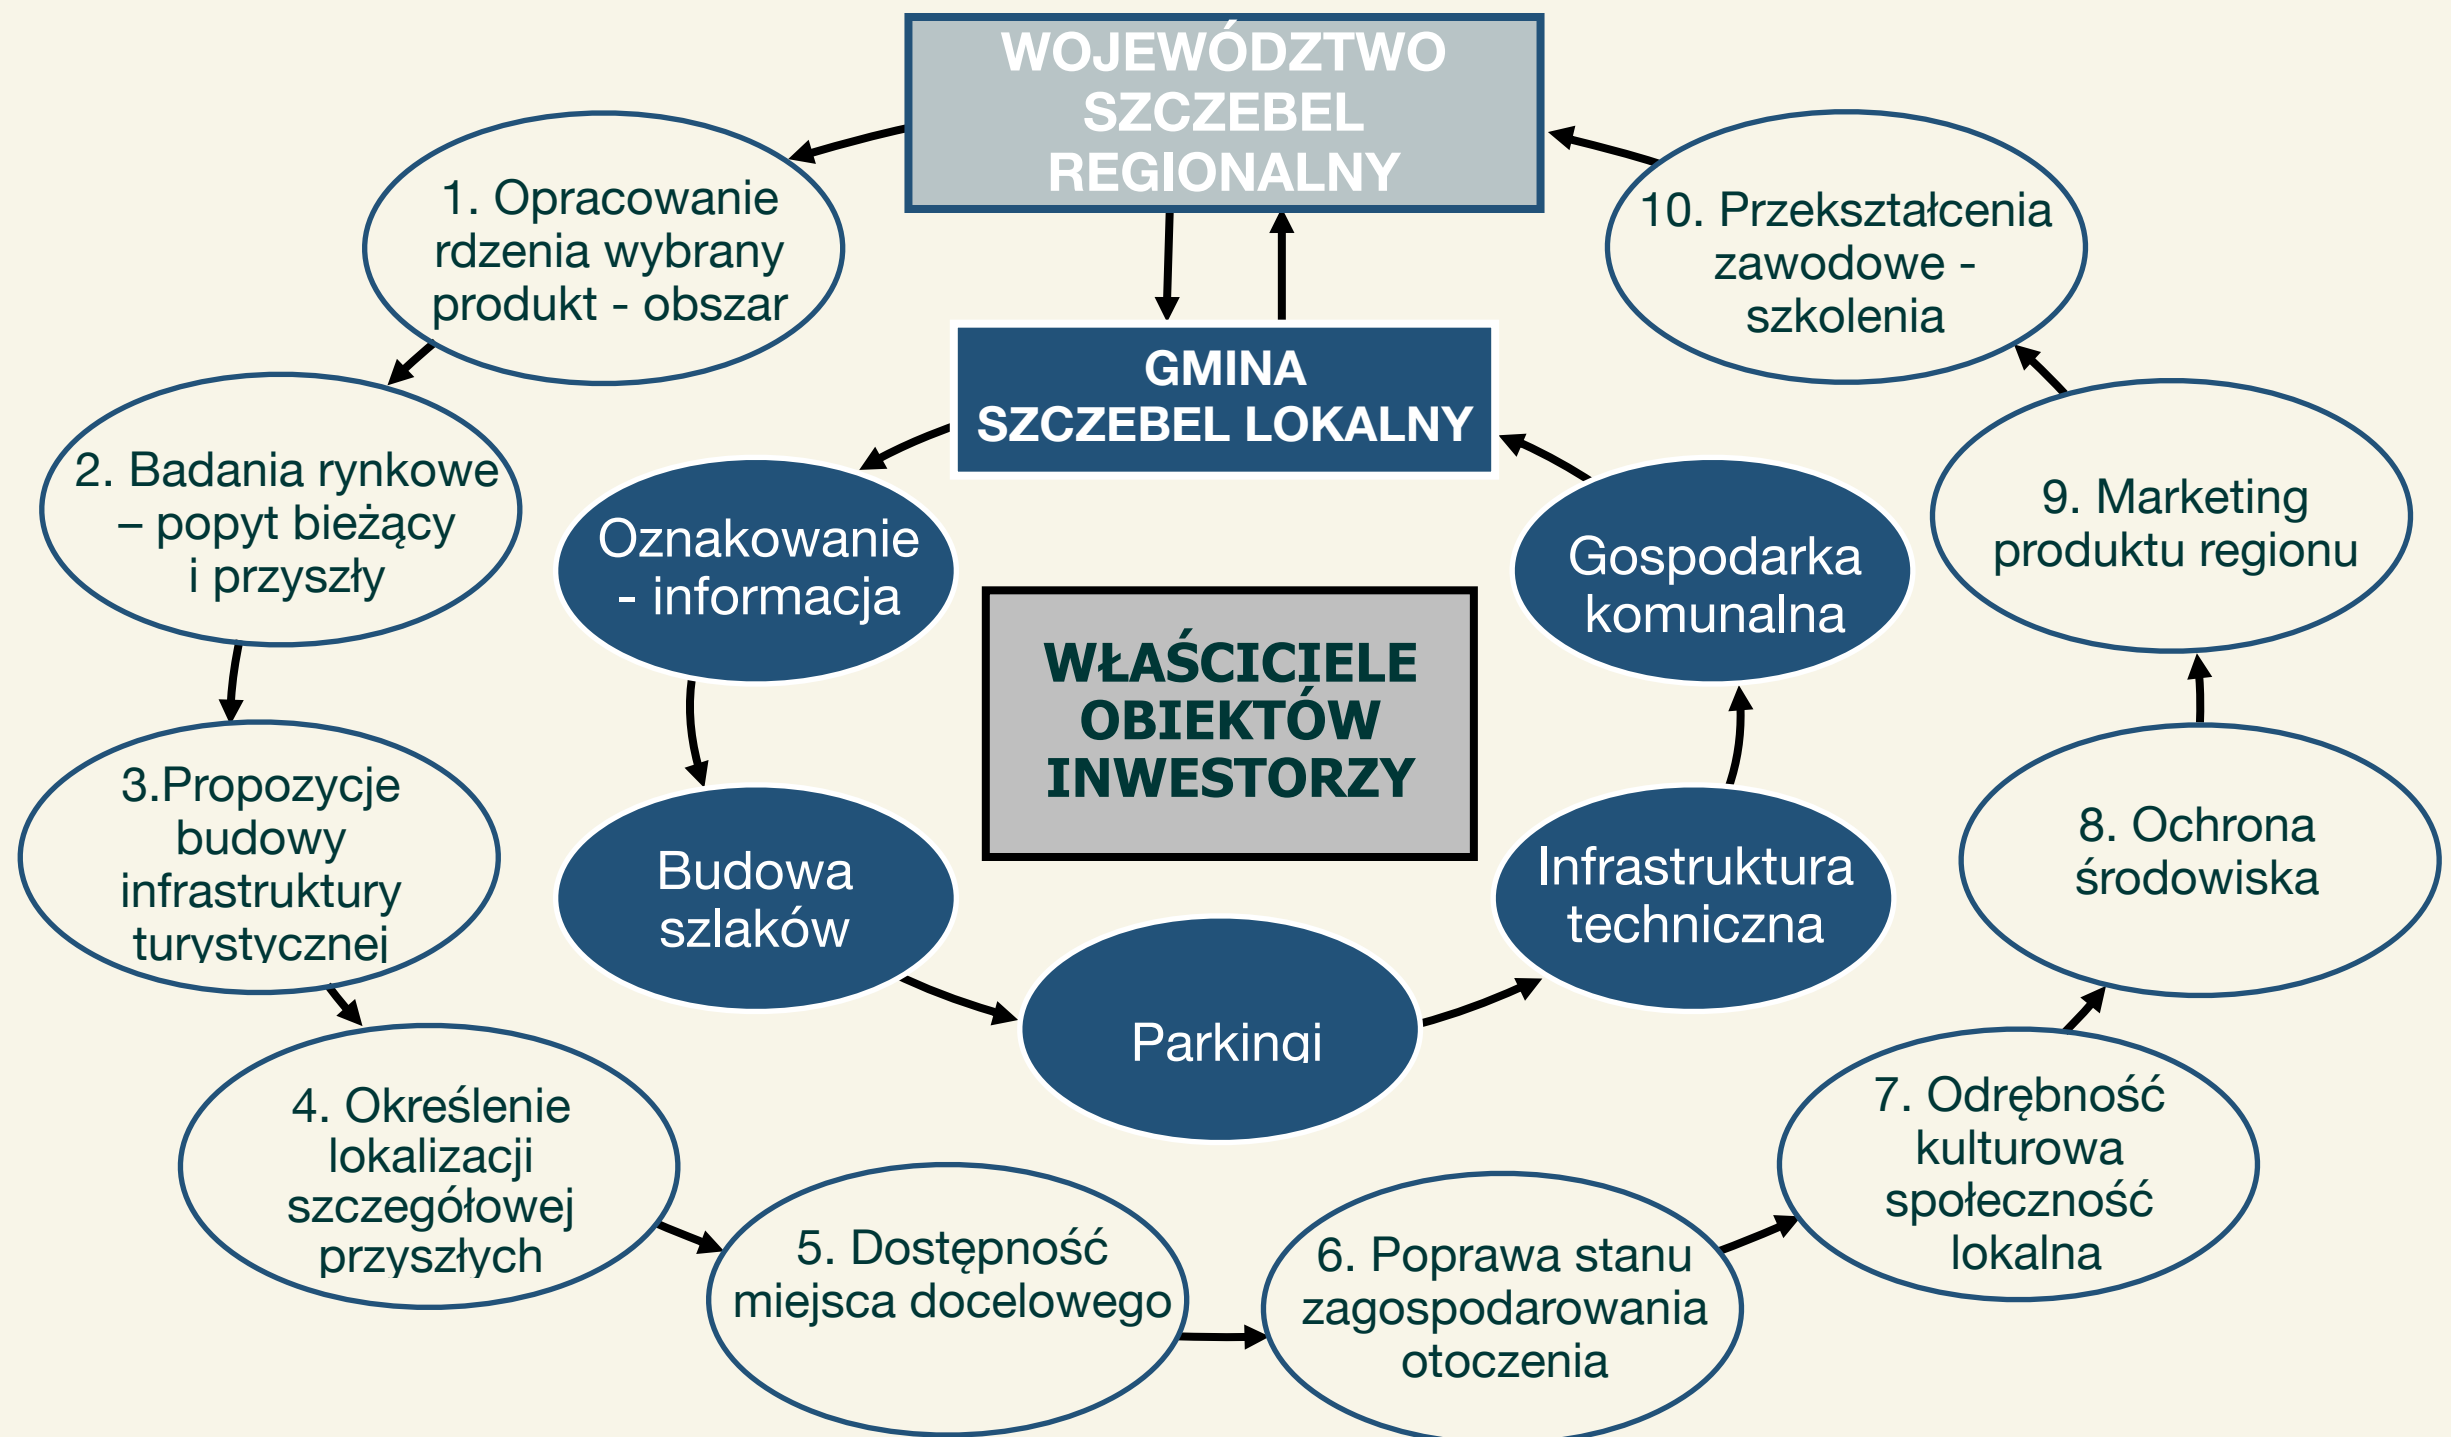 WOJEWÓDZTWO
SZCZEBEL
REGIONALNY
1. Opracowanie
rdzenia wybrany
produkt - obszar
10. Przekształcenia
zawodowe -
szkolenia
GMINA
SZCZEBEL LOKALNY
2. Badania rynkowe
– popyt bieżący
i przyszły
Oznakowanie
- informacja
Gospodarka
komunalna
9. Marketing
produktu regionu
WŁAŚCICIELE
OBIEKTÓW
INWESTORZY
3.Propozycje
budowy
infrastruktury
turystycznej
Budowa
szlaków
Infrastruktura
techniczna
8. Ochrona
środowiska
Parkingi
4. Określenie
lokalizacji
szczegółowej
przyszłych
5. Dostępność
miejsca docelowego
6. Poprawa stanu
zagospodarowania
otoczenia
7. Odrębność
kulturowa
społeczność
lokalna